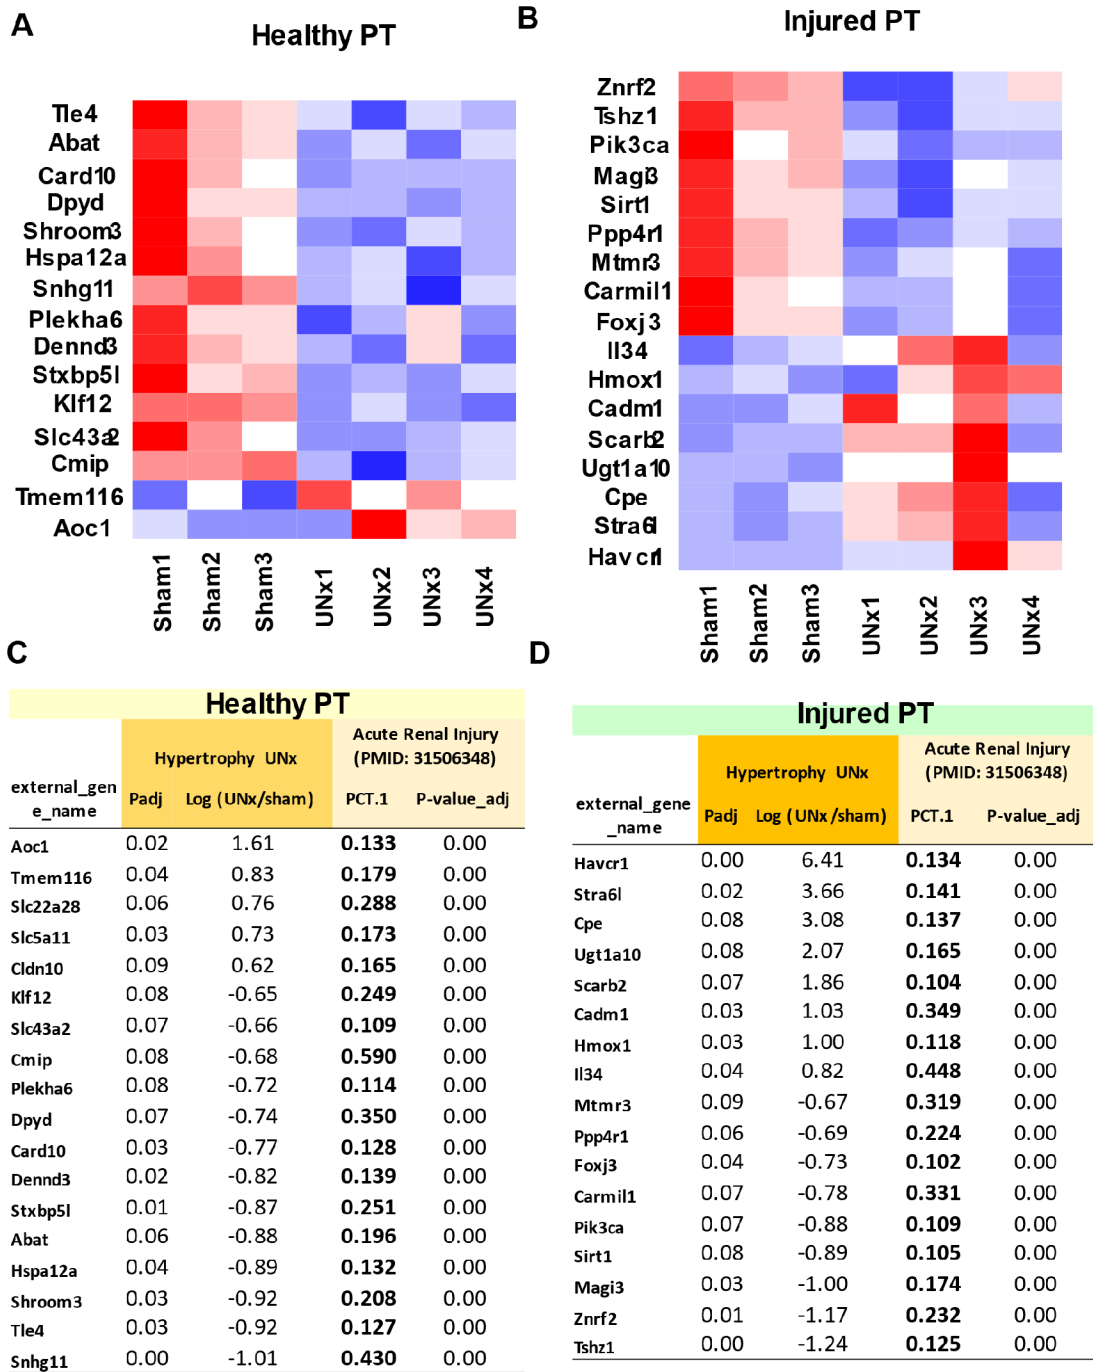 A
Healthy PT
Tle4
Abat
Card10
Dpyd
Shroom3
Hspa12a
Snhg11
Plekha6
Dennd3
Stxbp5l
Klf12
Slc43a2
Cmip
Tmem116
Aoc1
Sham1
Sham2
Sham3
UNx1
UNx2
UNx3
UNx4
B
Injured PT
Znrf2
Tshz1
Pik3ca
Magi3
Sirt1
Ppp4r1
Mtmr3
Carmil1
Foxj3
Il34
Hmox1
Cadm1
Scarb2
Ugt1a10
Cpe
Stra6l
Havcr1
Sham1
Sham2
Sham3
UNx1
UNx2
UNx3
UNx4
C
Healthy PT
Hypertrophy UNx
Acute Renal Injury
(PMID: 31506348)
external_gen
e_name
Padj Log (UNx/sham) PCT.1 P-value_adj
Aoc1 0.02 1.61 0.133 0.00
Tmem116 0.04 0.83 0.179 0.00
Slc22a28 0.06 0.76 0.288 0.00
Slc5a11 0.03 0.73 0.173 0.00
Cldn10 0.09 0.62 0.165 0.00
Klf12 0.08 -0.65 0.249 0.00
Slc43a2 0.07 -0.66 0.109 0.00
Cmip 0.08 -0.68 0.590 0.00
Plekha6 0.08 -0.72 0.114 0.00
Dpyd 0.07 -0.74 0.350 0.00
Card10 0.03 -0.77 0.128 0.00
Dennd3 0.02 -0.82 0.139 0.00
Stxbp5l 0.01 -0.87 0.251 0.00
Abat 0.06 -0.88 0.196 0.00
Hspa12a 0.04 -0.89 0.132 0.00
Shroom3 0.03 -0.92 0.208 0.00
Tle4 0.03 -0.92 0.127 0.00
Snhg11 0.00 -1.01 0.430 0.00
D
Injured PT
Hypertrophy UNx
Acute Renal Injury
(PMID: 31506348)
external_gene
_name
Padj Log (UNx/sham) PCT.1 P-value_adj
Havcr1 0.00 6.41 0.134 0.00
Stra6l 0.02 3.66 0.141 0.00
Cpe 0.08 3.08 0.137 0.00
Ugt1a10 0.08 2.07 0.165 0.00
Scarb2 0.07 1.86 0.104 0.00
Cadm1 0.03 1.03 0.349 0.00
Hmox1 0.03 1.00 0.118 0.00
Il34 0.04 0.82 0.448 0.00
Mtmr3 0.09 -0.67 0.319 0.00
Ppp4r1 0.06 -0.69 0.224 0.00
Foxj3 0.04 -0.73 0.102 0.00
Carmil1 0.07 -0.78 0.331 0.00
Pik3ca 0.07 -0.88 0.109 0.00
Sirt1 0.08 -0.89 0.105 0.00
Magi3 0.03 -1.00 0.174 0.00
Znrf2 0.01 -1.17 0.232 0.00
Tshz1 0.00 -1.24 0.125 0.00